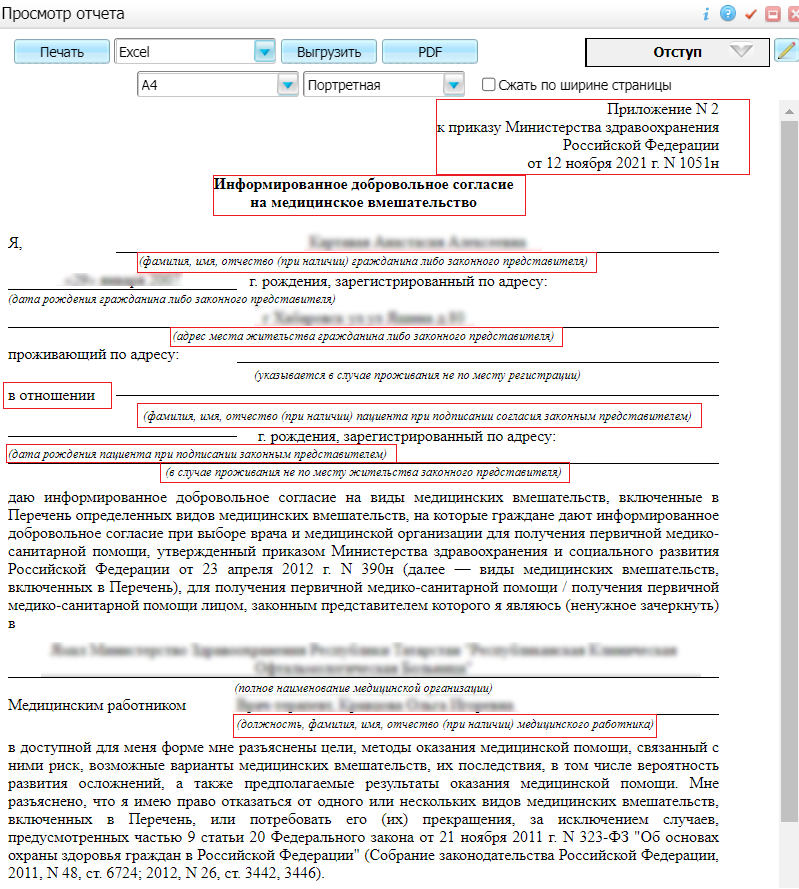 Просмотр отчета
Печать Excel Выгрузить PDF Отступ
A4 Портретная Сжать по ширине страницы
Приложение N 2
к приказу Министерства здравоохранения
Российской Федерации
от 12 ноября 2021 г. N 1051н
Информированное добровольное согласие
на медицинское вмешательство
Я,
(фамилия, имя, отчество (при наличии) гражданина либо законного представителя)
г. рождения, зарегистрированный по адресу:
(дата рождения гражданина либо законного представителя)
(адрес места жительства гражданина либо законного представителя)
проживающий по адресу:
(указывается в случае проживания не по месту регистрации)
в отношении
(фамилия, имя, отчество (при наличии) пациента при подписании согласия законным представителем)
г. рождения, зарегистрированный по адресу:
(дата рождения пациента при подписании законным представителем)
(в случае проживания не по месту жительства законного представителя)
даю информированное добровольное согласие на виды медицинских вмешательств, включенные в
Перечень определенных видов медицинских вмешательств, на которые граждане дают информированное
добровольное согласие при выборе врача и медицинской организации для получения первичной медико-
санитарной помощи, утвержденный приказом Министерства здравоохранения и социального развития
Российской Федерации от 23 апреля 2012 г. N 390н (далее — виды медицинских вмешательств,
включенных в Перечень), для получения первичной медико-санитарной помощи / получения первичной
медико-санитарной помощи лицом, законным представителем которого я являюсь (ненужное зачеркнуть)
в
(полное наименование медицинской организации)
Медицинским работником
(должность, фамилия, имя, отчество (при наличии) медицинского работника)
в доступной для меня форме мне разъяснены цели, методы оказания медицинской помощи, связанный с
ними риск, возможные варианты медицинских вмешательств, их последствия, в том числе вероятность
развития осложнений, а также предполагаемые результаты оказания медицинской помощи. Мне
разъяснено, что я имею право отказаться от одного или нескольких видов медицинских вмешательств,
включенных в Перечень, или потребовать его (их) прекращения, за исключением случаев,
предусмотренных частью 9 статьи 20 Федерального закона от 21 ноября 2011 г. N 323-ФЗ "Об основах
охраны здоровья граждан в Российской Федерации" (Собрание законодательства Российской Федерации,
2011, N 48, ст. 6724; 2012, N 26, ст. 3442, 3446).